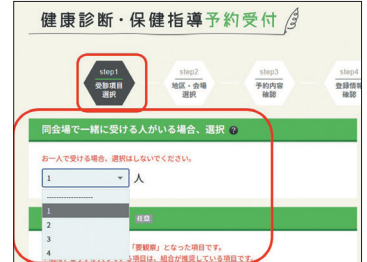 健康診断・保健指導予約受付
step1
受診項目
選択
step2
地区・会場
選択
step3
予約内容
確認
step4
登録情報
確認
同会場で一緒に受ける人がいる場合、選択 ?
お一人で受ける場合、選択はしないでください。
1 人
-------------------
1
2
3
4
任意
「要観察」となった項目です。
項目は、組合が推奨している項目です。